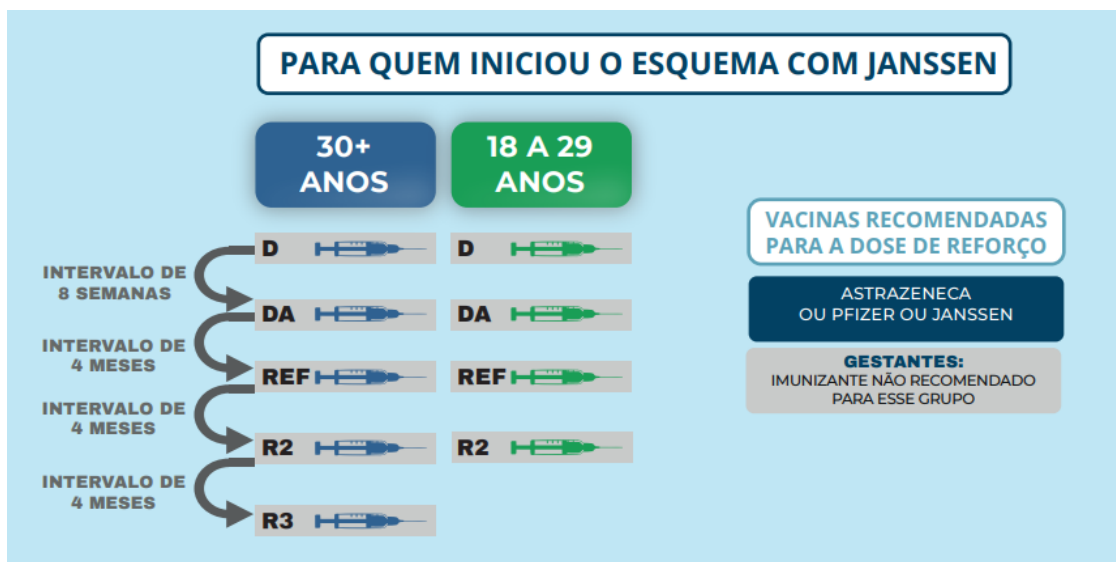 PARA QUEM INICIOU O ESQUEMA COM JANSSEN
30+
ANOS
18 A 29
ANOS
D
D
INTERVALO DE
8 SEMANAS
DA
DA
INTERVALO DE
4 MESES
REF
REF
INTERVALO DE
4 MESES
R2
R2
INTERVALO DE
4 MESES
R3
VACINAS RECOMENDADAS
PARA A DOSE DE REFORÇO
ASTRAZENECA
OU PFIZER OU JANSSEN
GESTANTES:
IMUNIZANTE NÃO RECOMENDADO
PARA ESSE GRUPO